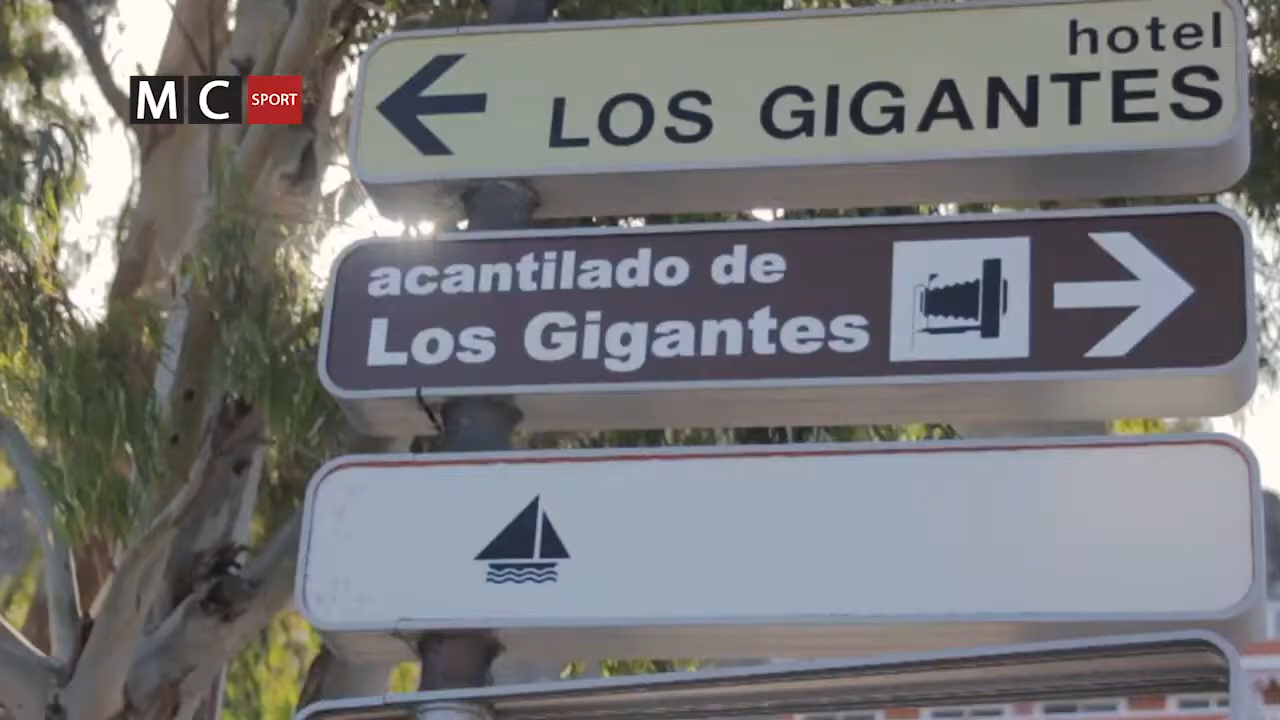 MC SPORT
hotel
LOS GIGANTES
acantilado de
Los Gigantes